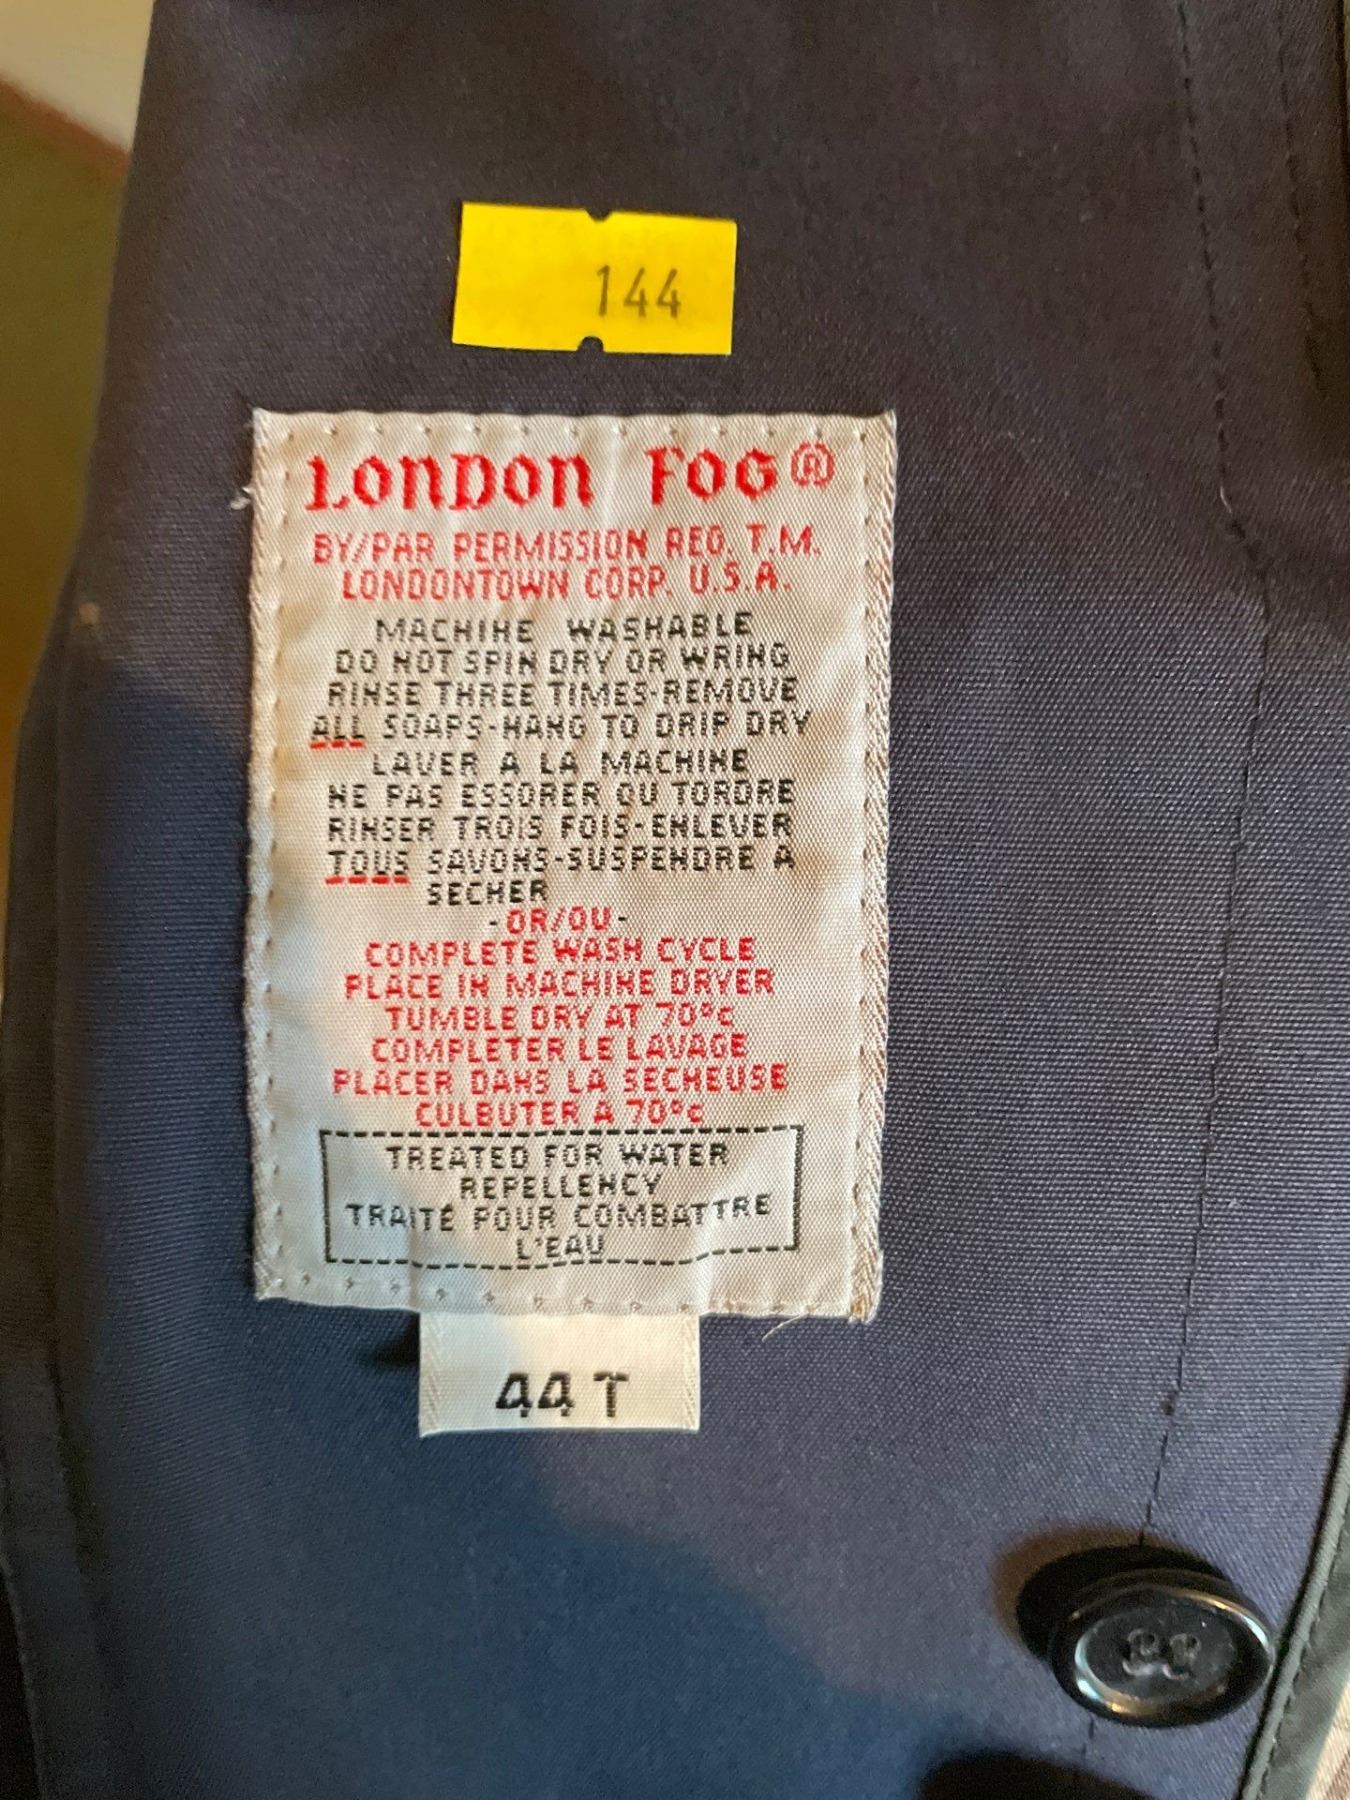 144
LONDON FOG®
BY/PAR PERMISSION REG. T.M.
LONDONTOWN CORP. U.S.A.
MACHINE WASHABLE
DO NOT SPIN DRY OR WRING
RINSE THREE TIMES-REMOVE
ALL SOAPS-HANG TO DRIP DRY
LAVER A LA MACHINE
NE PAS ESSORER OU TORDRE
RINSER TROIS FOIS-ENLEVER
TOUS SAVONS-SUSPENDRE A
SECHER
-OR/OU-
COMPLETE WASH CYCLE
PLACE IN MACHINE DRYER
TUMBLE DRY AT 70°c
COMPLETER LE LAVAGE
PLACER DANS LA SECHEUSE
CULBUTER A 70°c
TREATED FOR WATER
REPELLENCY
TRAITÉ POUR COMBATTRE
L'EAU
44 T